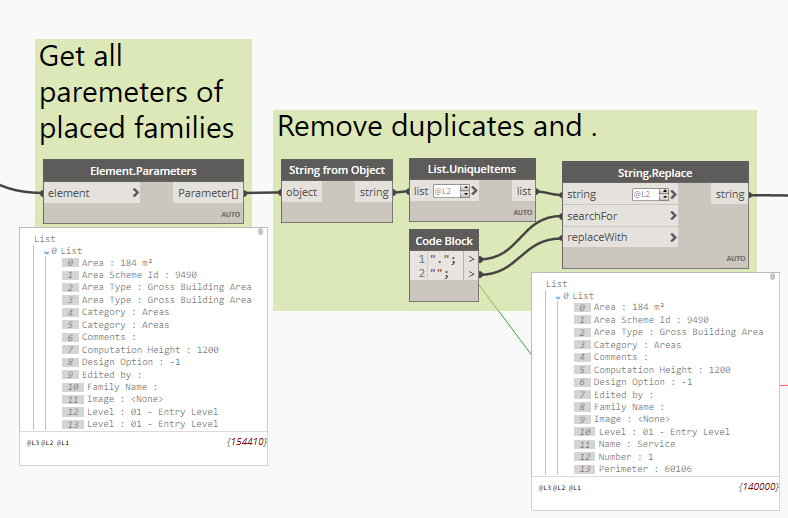 Get all
paremeters of
placed families
Remove duplicates and .
Element.Parameters
element > Parameter[]
AUTO
String from Object
object string
List.UniqueItems
list @L2 > list
AUTO
String.Replace
string @L2 > string
searchFor >
replaceWith >
AUTO
Code Block
1 "."; >
2 ""; >
List
0 List
0 Area : 184 m²
1 Area Scheme Id : 9490
2 Area Type : Gross Building Area
3 Area Type : Gross Building Area
4 Category : Areas
5 Category : Areas
6 Comments :
7 Computation Height : 1200
8 Design Option : -1
9 Edited by :
10 Family Name :
11 Image : <None>
12 Level : 01 - Entry Level
13 Level : 01 - Entry Level
@L3 @L2 @L1 {154410}
List
0 List
0 Area : 184 m²
1 Area Scheme Id : 9490
2 Area Type : Gross Building Area
3 Category : Areas
4 Comments :
5 Computation Height : 1200
6 Design Option : -1
7 Edited by :
8 Family Name :
9 Image : <None>
10 Level : 01 - Entry Level
11 Name : Service
12 Number : 1
13 Perimeter : 60106
@L3 @L2 @L1 {140000}